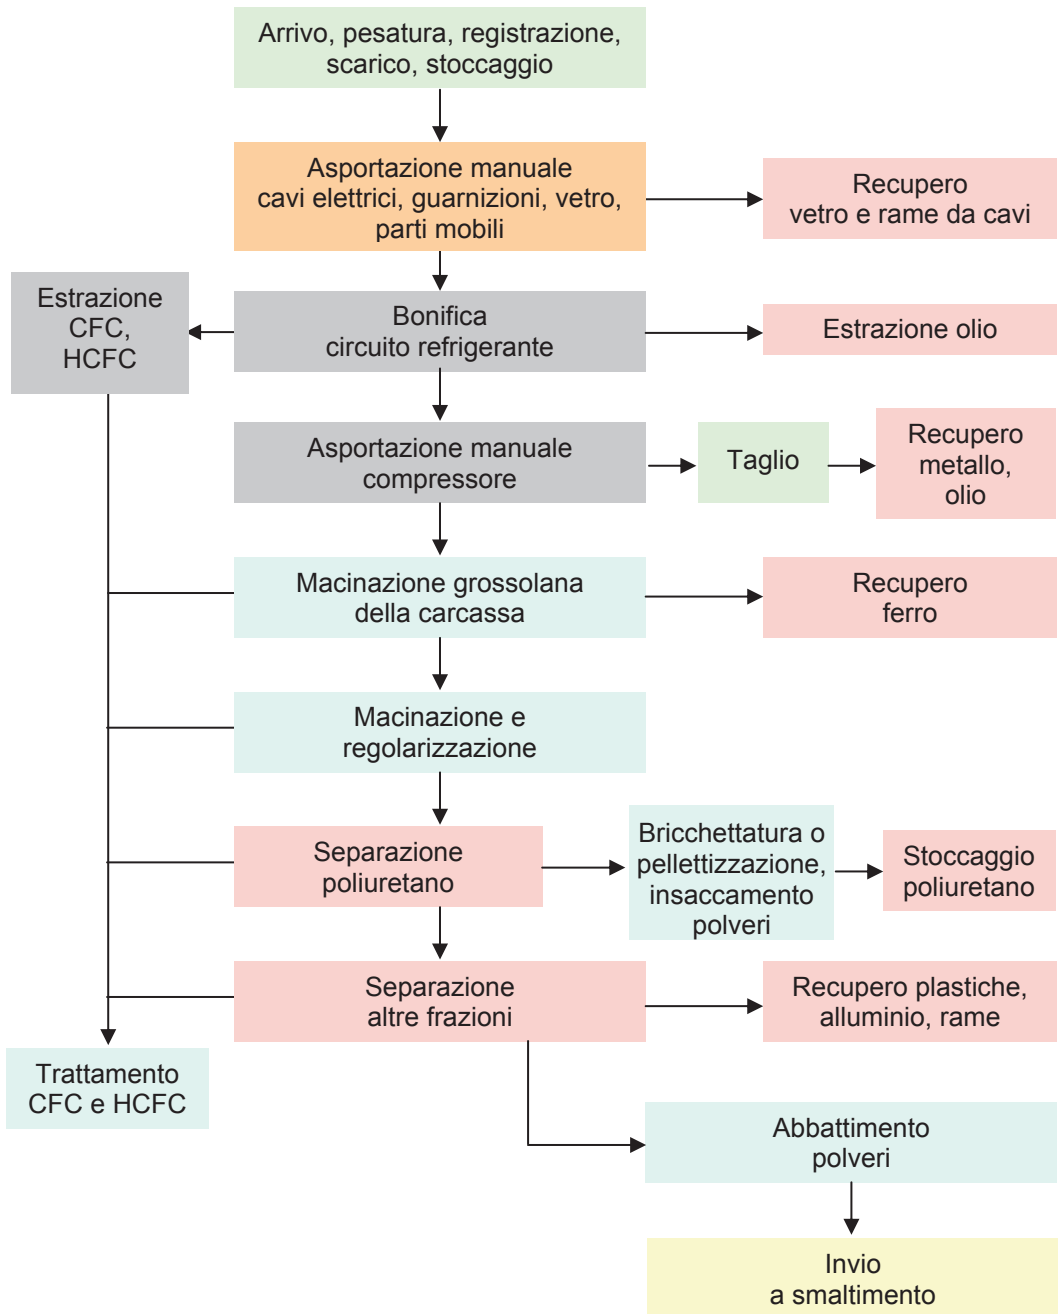 Arrivo, pesatura, registrazione,
scarico, stoccaggio
Asportazione manuale
cavi elettrici, guarnizioni, vetro,
parti mobili
Recupero
vetro e rame da cavi
Estrazione
CFC,
HCFC
Bonifica
circuito refrigerante
Estrazione olio
Asportazione manuale
compressore
Taglio
Recupero
metallo,
olio
Macinazione grossolana
della carcassa
Recupero
ferro
Macinazione e
regolarizzazione
Separazione
poliuretano
Bricchettatura o
pellettizzazione,
insaccamento
polveri
Stoccaggio
poliuretano
Separazione
altre frazioni
Recupero plastiche,
alluminio, rame
Trattamento
CFC e HCFC
Abbattimento
polveri
Invio
a smaltimento